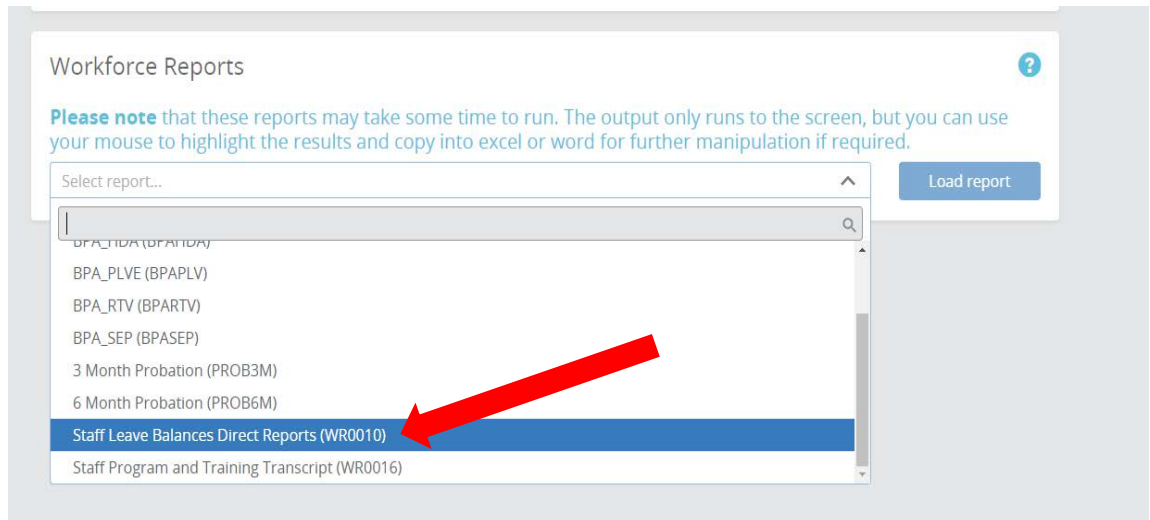 Workforce Reports
?
Please note that these reports may take some time to run. The output only runs to the screen, but you can use
your mouse to highlight the results and copy into excel or word for further manipulation if required.
Select report...
Load report
BPA_HDA (BPAHDA)
BPA_PLVE (BPAPLV)
BPA_RTV (BPARTV)
BPA_SEP (BPASEP)
3 Month Probation (PROB3M)
6 Month Probation (PROB6M)
Staff Leave Balances Direct Reports (WR0010)
Staff Program and Training Transcript (WR0016)